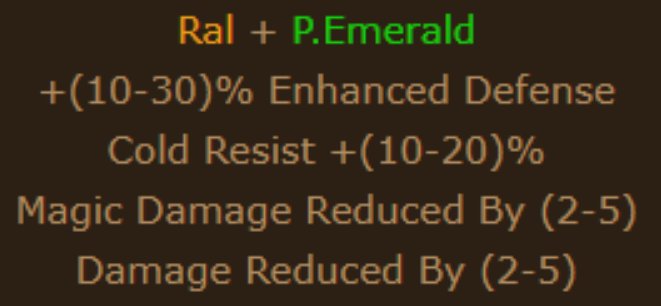 Ral + P.Emerald
+(10-30)% Enhanced Defense
Cold Resist +(10-20)%
Magic Damage Reduced By (2-5)
Damage Reduced By (2-5)